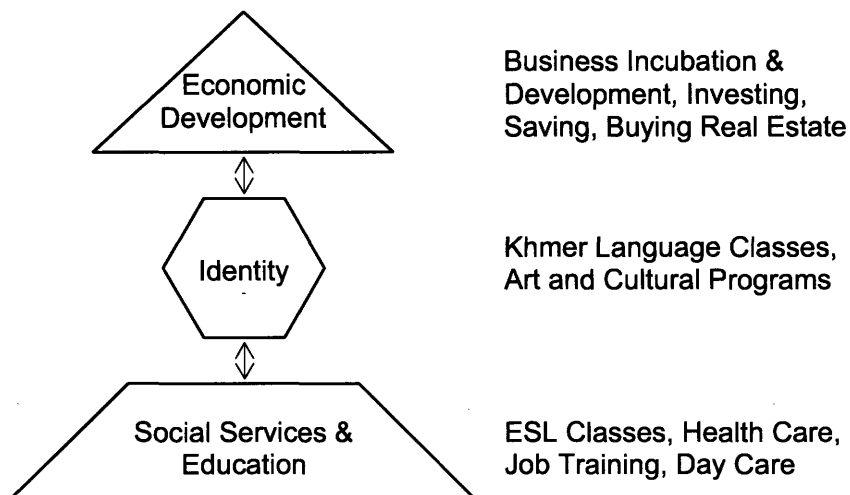 Economic
Development
Business Incubation &
Development, Investing,
Saving, Buying Real Estate
Identity
Khmer Language Classes,
Art and Cultural Programs
Social Services &
Education
ESL Classes, Health Care,
Job Training, Day Care